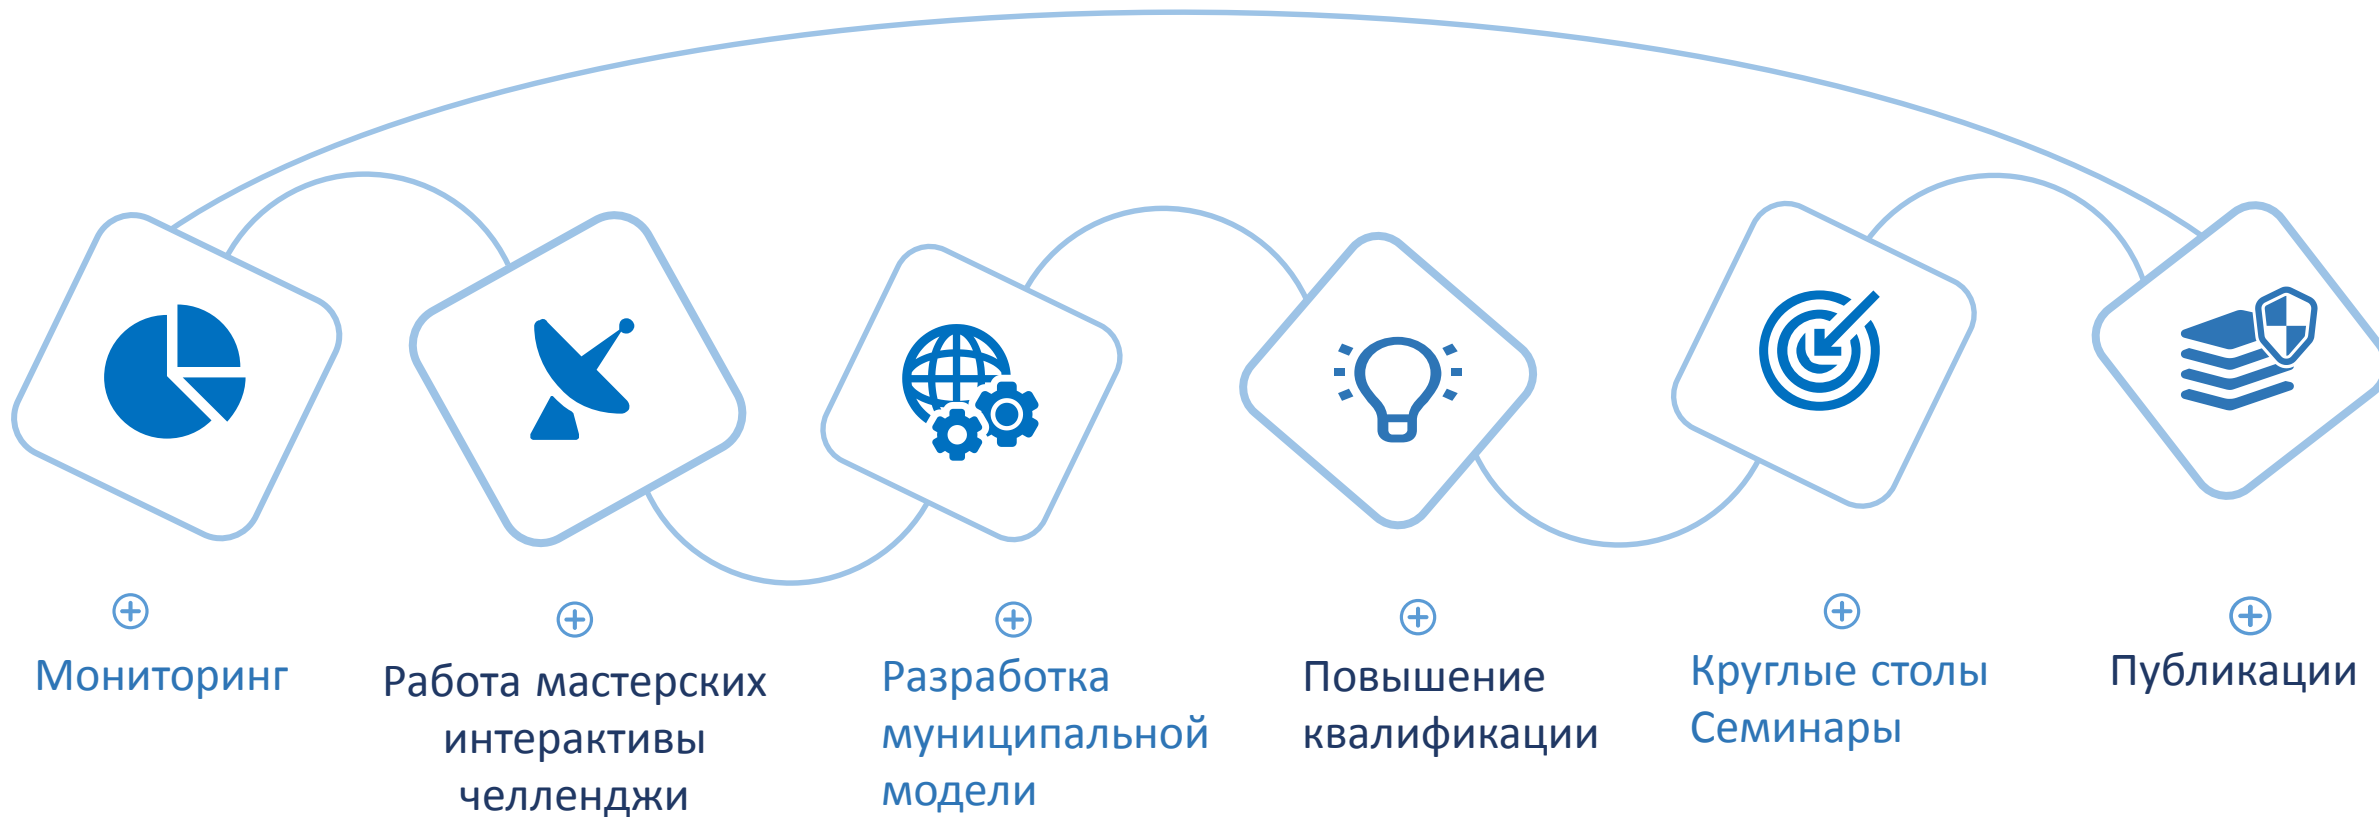 Мониторинг
Работа мастерских
интерактивы
челленджи
Разработка
муниципальной
модели
Повышение
квалификации
Круглые столы
Семинары
Публикации